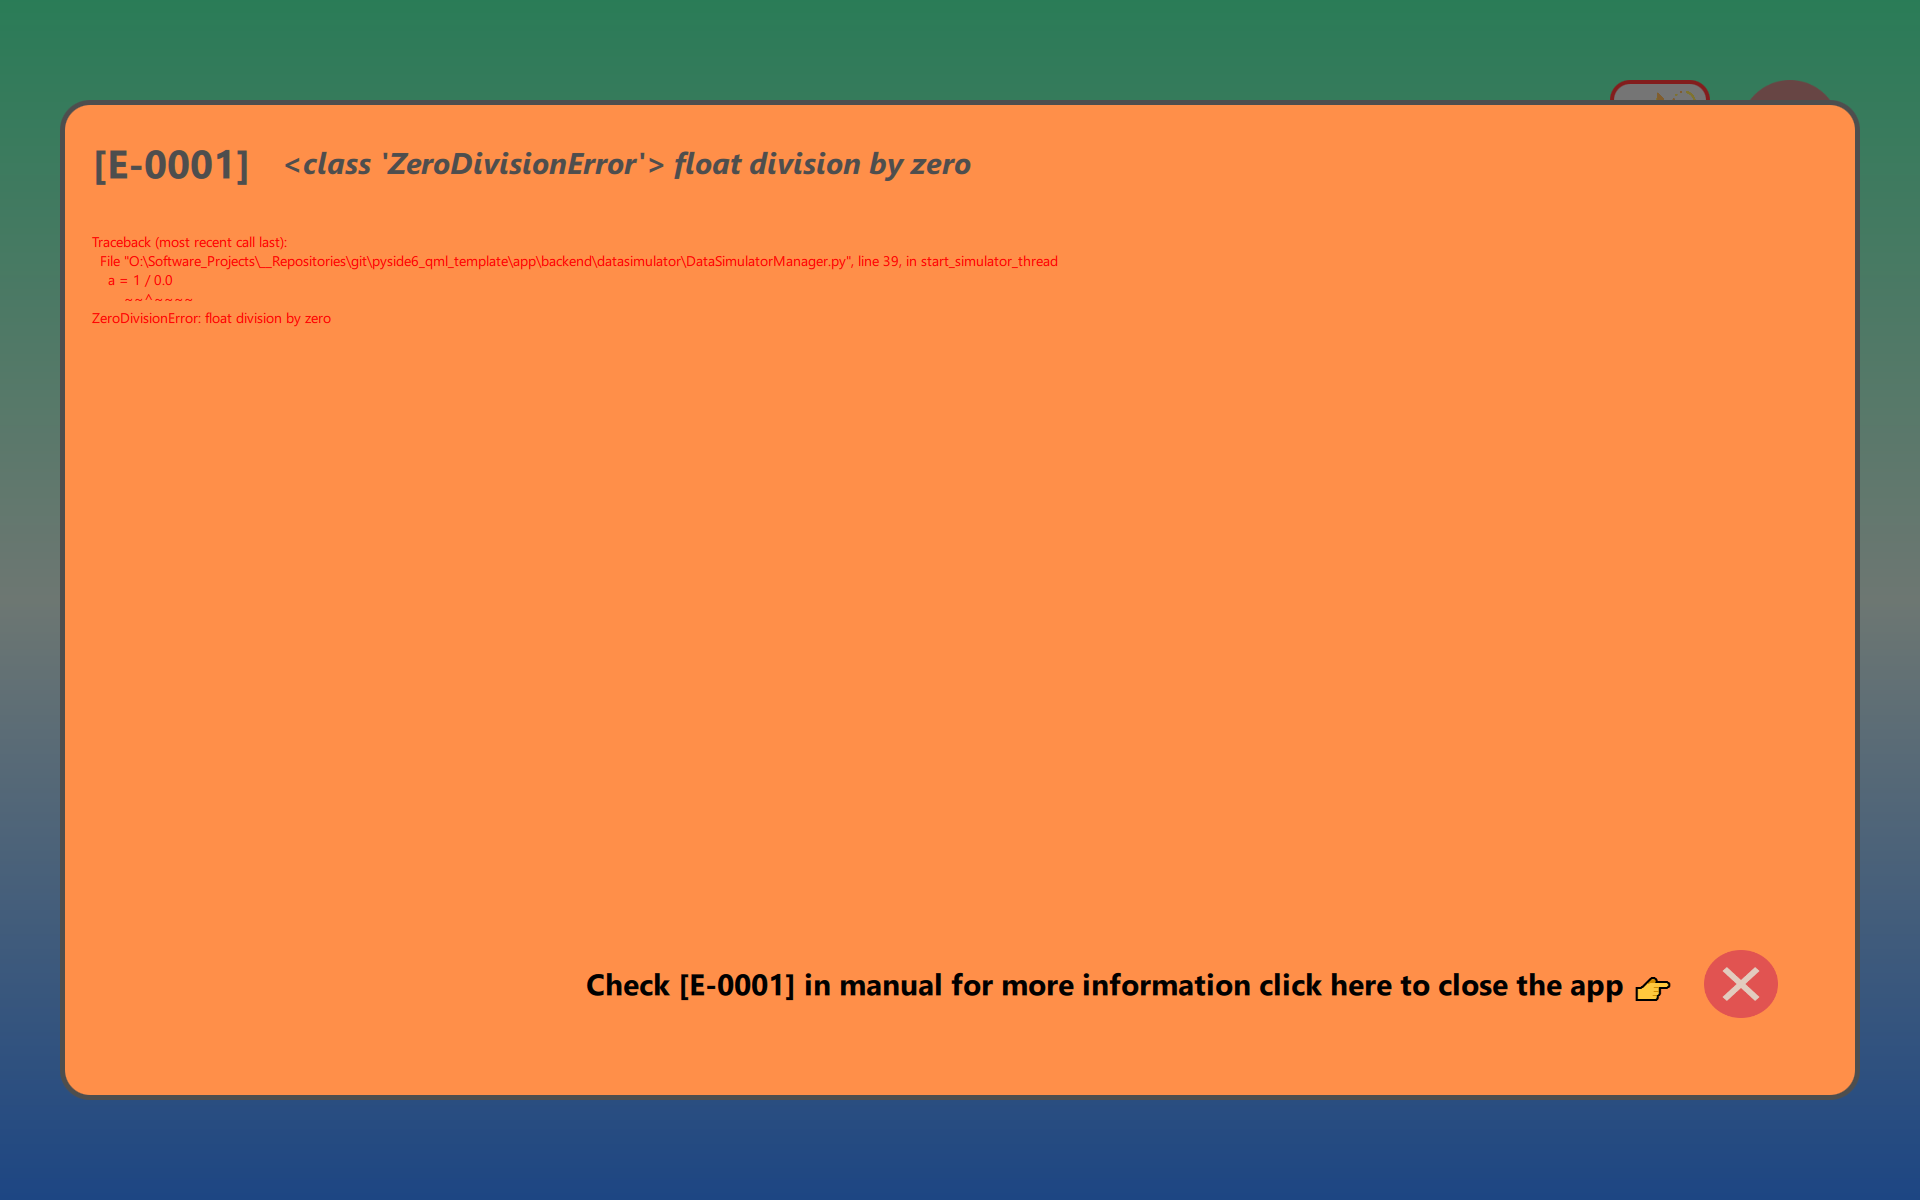 [E-0001] <class 'ZeroDivisionError'> float division by zero
Traceback (most recent call last):
  File "O:\Software_Projects\__Repositories\git\pyside6_qml_template\app\backend\datasimulator\DataSimulatorManager.py", line 39, in start_simulator_thread
    a = 1 / 0.0
        ~~^~~~~
ZeroDivisionError: float division by zero
Check [E-0001] in manual for more information click here to close the app 👉